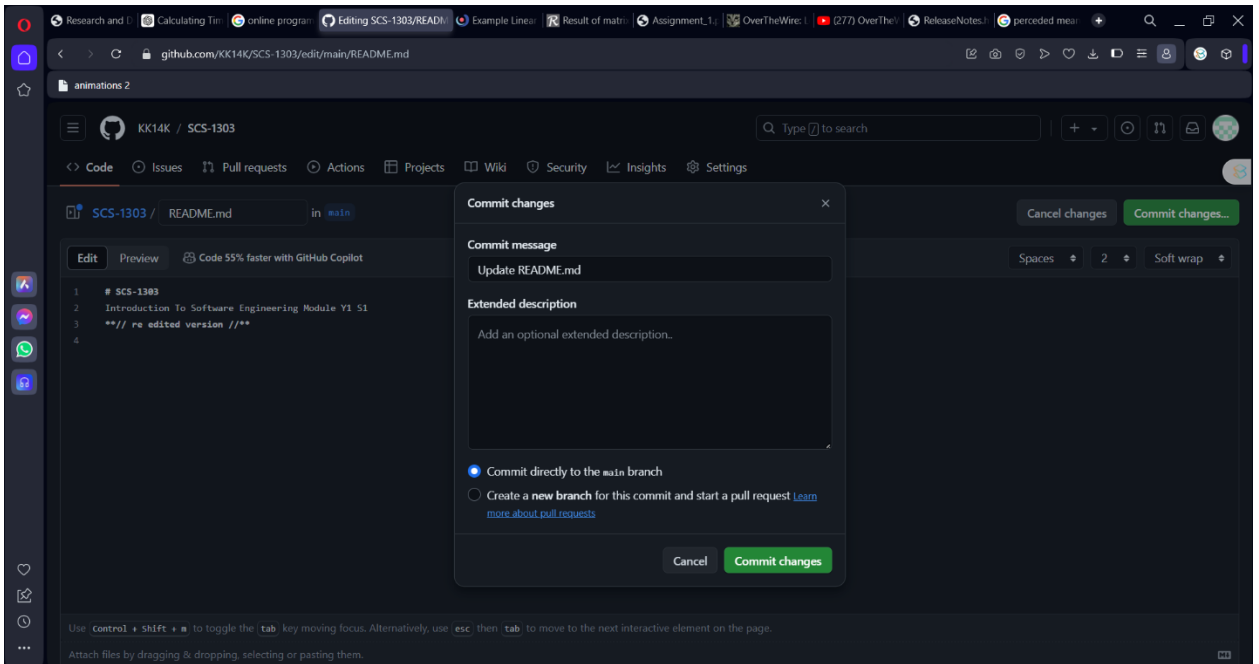 Research and D
Calculating Tim
online program
Editing SCS-1303/READM
Example Linear
Result of matri
Assignment_1.
OverTheWire: L
(277) OverTheW
ReleaseNotes.h
perceded mear
github.com/KK14K/SCS-1303/edit/main/README.md
animations 2
KK14K / SCS-1303
Type / to search
<> Code
Issues
Pull requests
Actions
Projects
Wiki
Security
Insights
Settings
SCS-1303 / README.md in main
Cancel changes
Commit changes...
Edit
Preview
Code 55% faster with GitHub Copilot
Spaces
2
Soft wrap
1 # SCS-1303
2 Introduction To Software Engineering Module Y1 S1
3 **// re edited version //**
4
Commit changes
Commit message
Update README.md
Extended description
Add an optional extended description..
Commit directly to the main branch
Create a new branch for this commit and start a pull request Learn
more about pull requests
Cancel
Commit changes
Use Control + Shift + m to toggle the tab key moving focus. Alternatively, use esc then tab to move to the next interactive element on the page.
Attach files by dragging & dropping, selecting or pasting them.